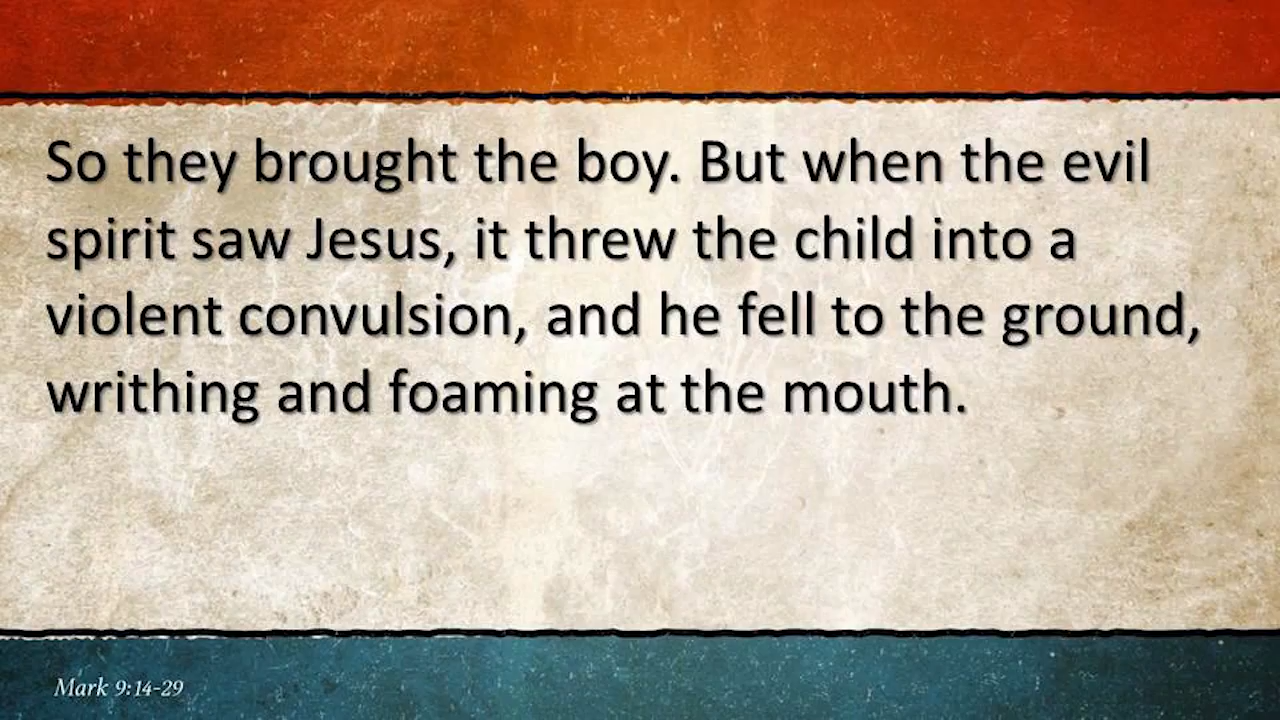 So they brought the boy. But when the evil
spirit saw Jesus, it threw the child into a
violent convulsion, and he fell to the ground,
writhing and foaming at the mouth.
Mark 9:14-29